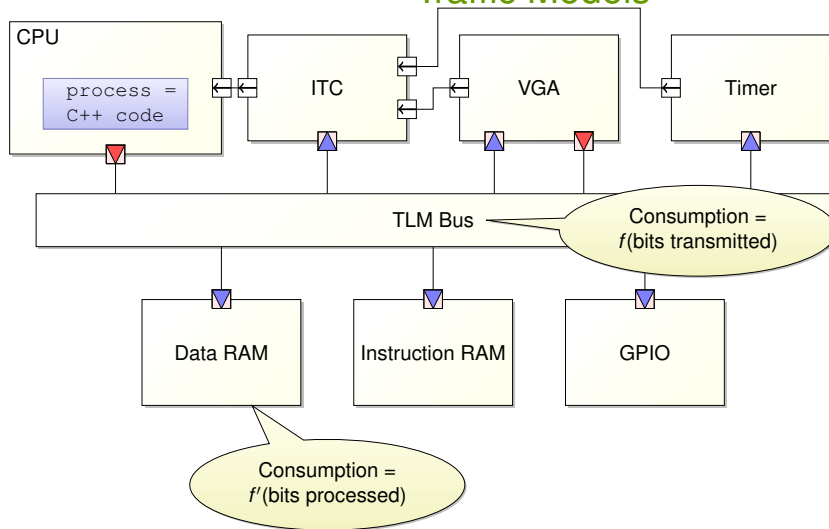 Traffic Models
CPU
process =
C++ code
ITC
VGA
Timer
TLM Bus
Consumption =
f(bits transmitted)
Data RAM
Instruction RAM
GPIO
Consumption =
f′(bits processed)